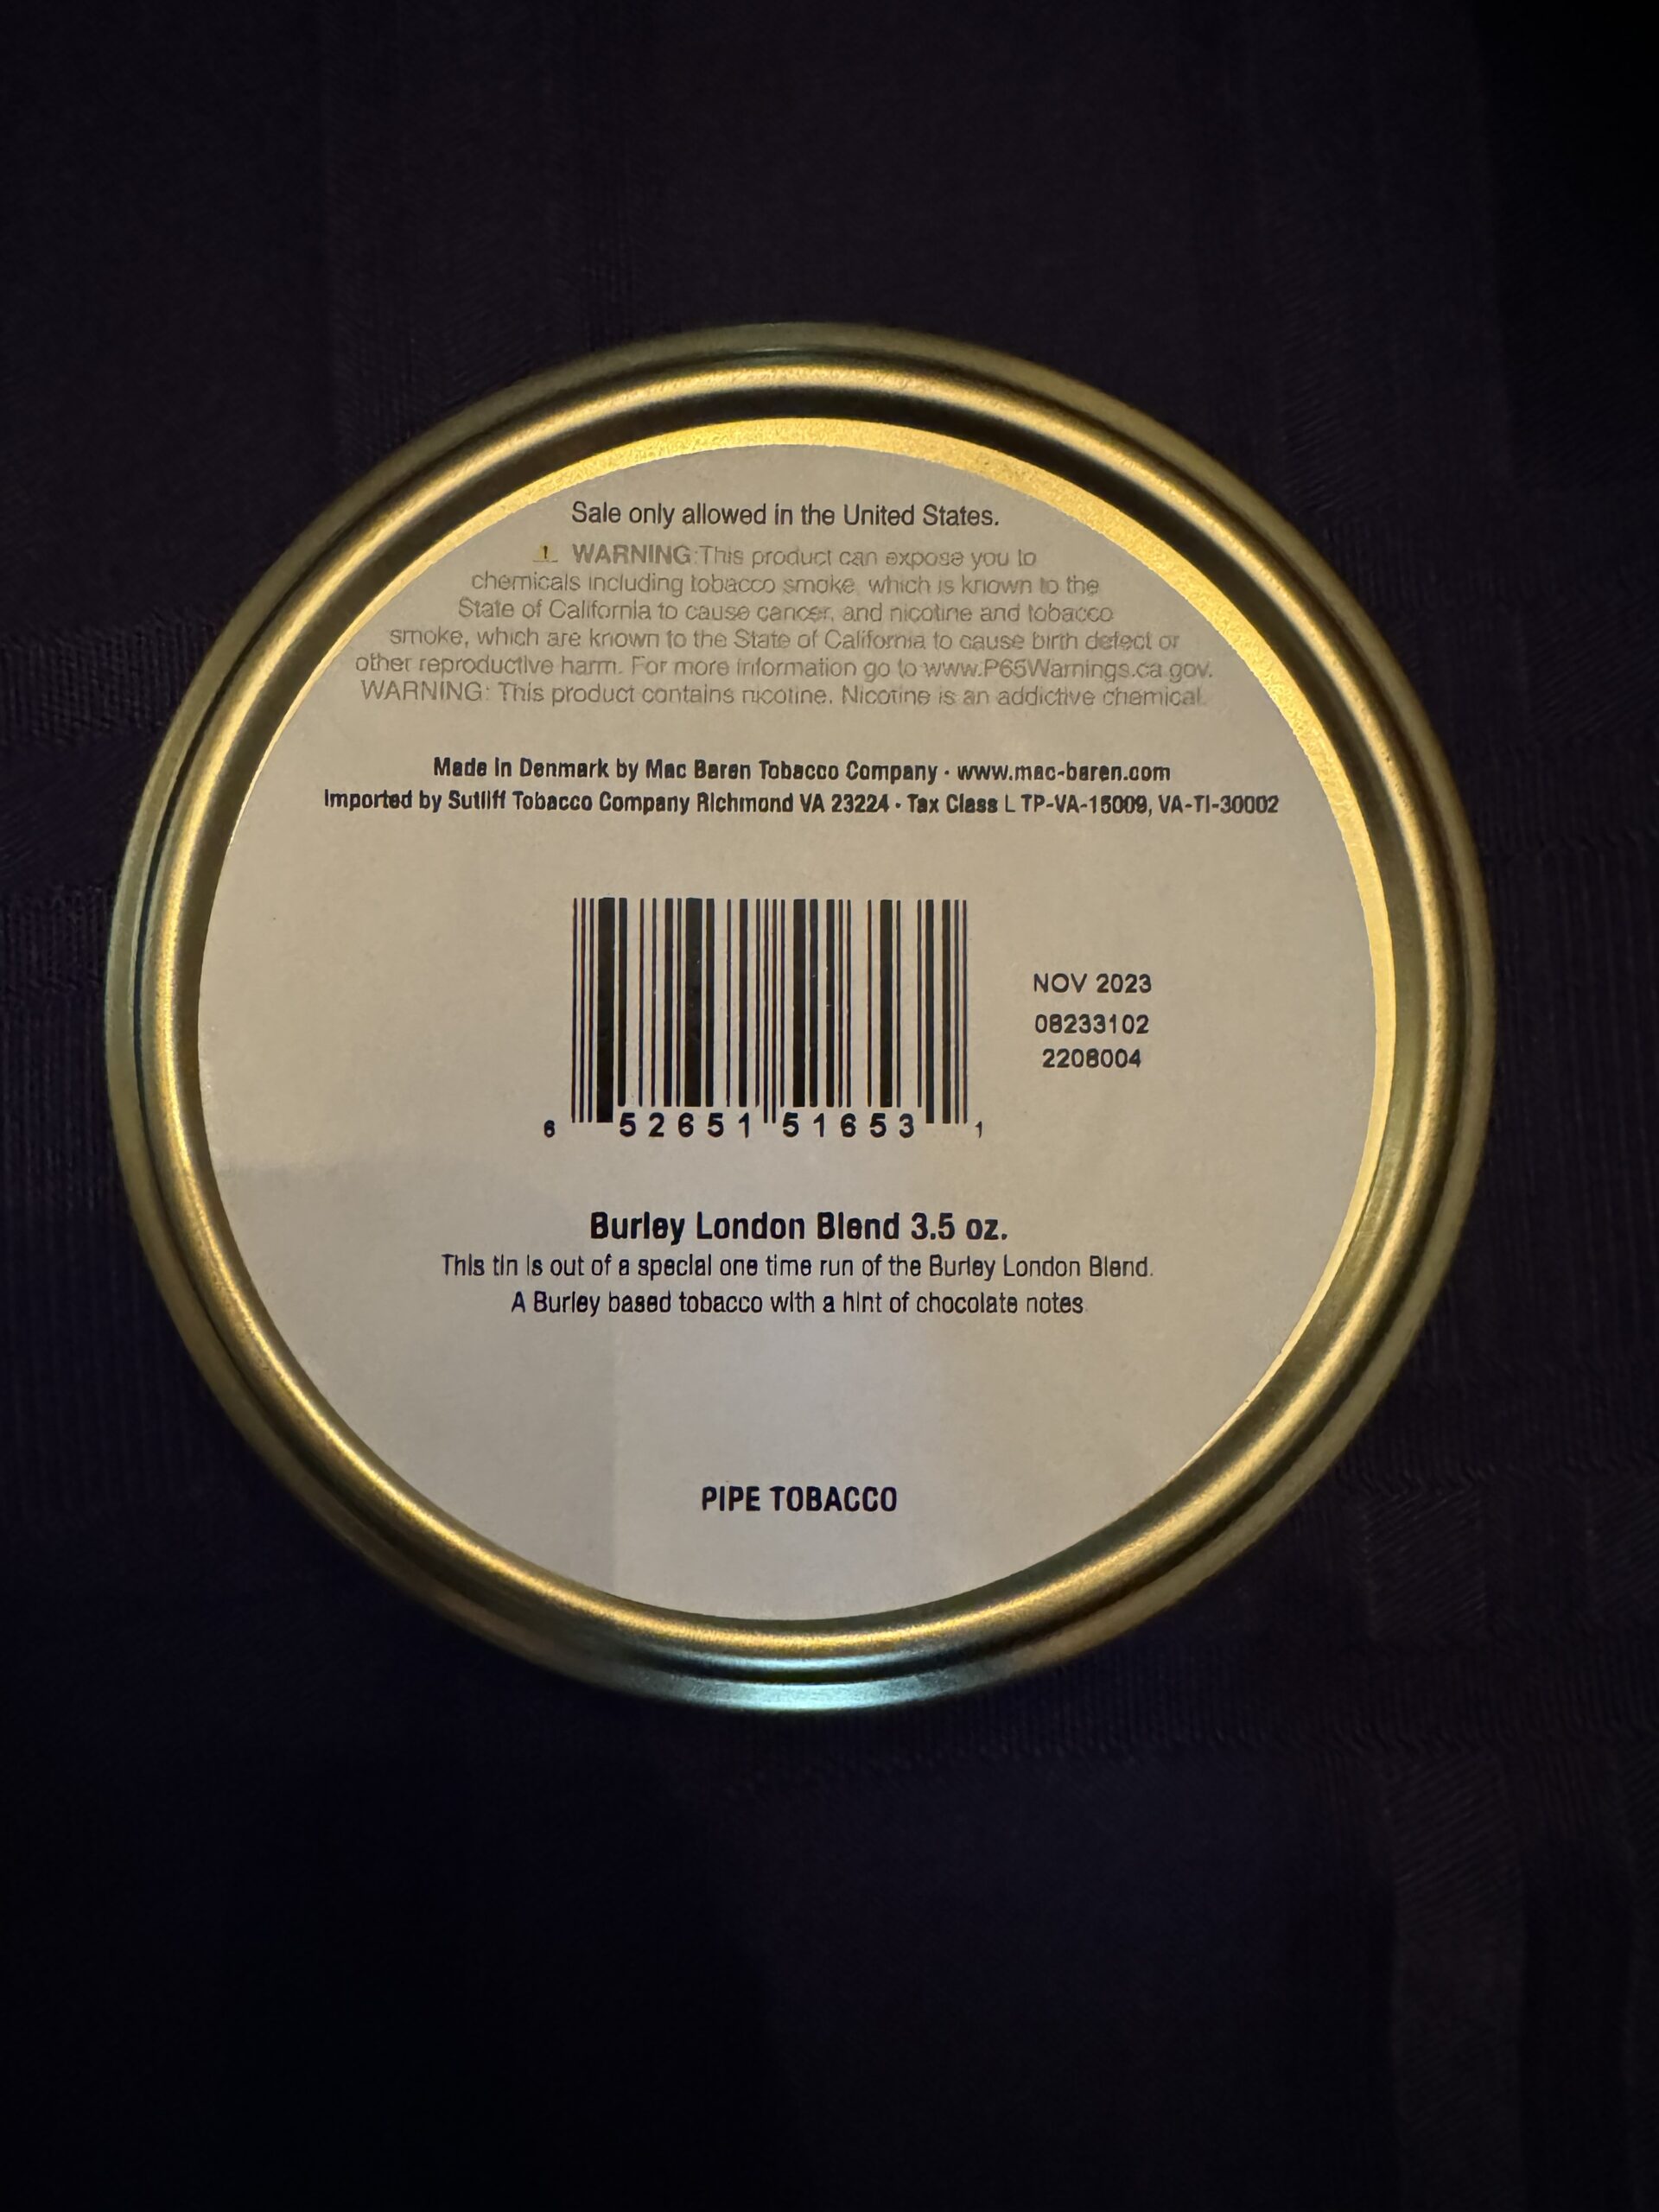 Sale only allowed in the United States.
⚠ WARNING:This product can expose you to
chemicals including tobacco smoke, which is known to the
State of California to cause cancer, and nicotine and tobacco
smoke, which are known to the State of California to cause birth defect or
other reproductive harm. For more information go to www.P65Warnings.ca.gov.
WARNING: This product contains nicotine. Nicotine is an addictive chemical.
Made in Denmark by Mac Baren Tobacco Company · www.mac-baren.com
Imported by Sutliff Tobacco Company Richmond VA 23224 · Tax Class L TP-VA-15009, VA-TI-30002
NOV 2023
08233102
2208004
6 52651 51653 1
Burley London Blend 3.5 oz.
This tin is out of a special one time run of the Burley London Blend.
A Burley based tobacco with a hint of chocolate notes.
PIPE TOBACCO